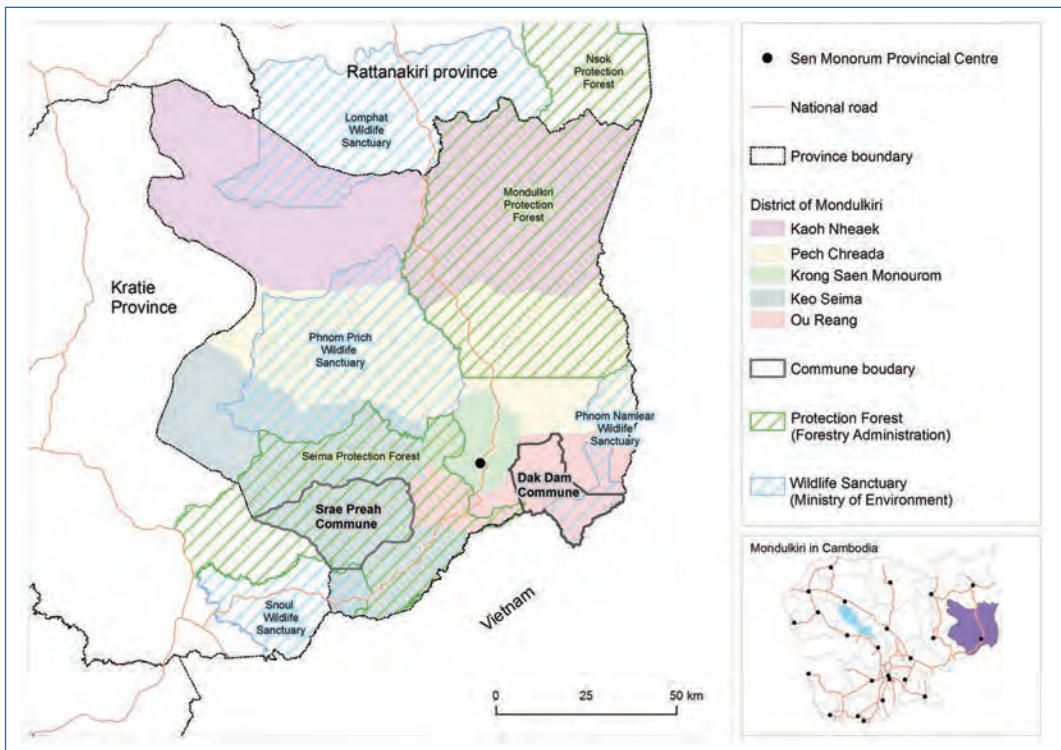 Rattanakiri province
Nsok
Protection
Forest
Lomphat
Wildlife
Sanctuary
Mondulkiri
Protection
Forest
Kratie
Province
Phnom Prich
Wildlife
Sanctuary
Phnom Namlear
Wildlife
Sanctuary
Seima Protection Forest
Dak Dam
Commune
Srae Preah
Commune
Snoul
Wildlife
Sanctuary
Vietnam
0 25 50 km
Sen Monorum Provincial Centre
National road
Province boundary
District of Mondulkiri
Kaoh Nheaek
Pech Chreada
Krong Saen Monourom
Keo Seima
Ou Reang
Commune boudary
Protection Forest
(Forestry Administration)
Wildlife Sanctuary
(Ministry of Environment)
Mondulkiri in Cambodia